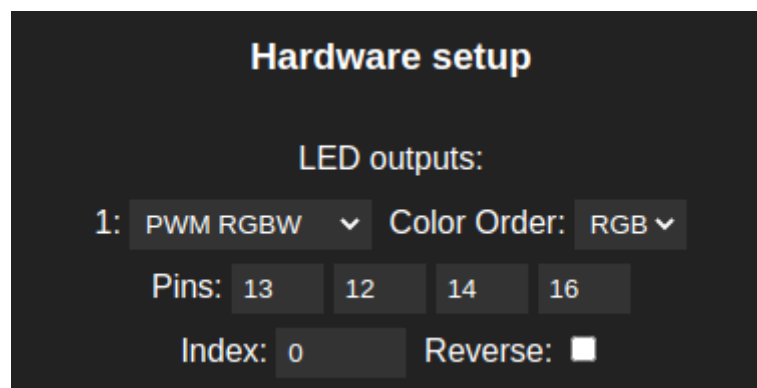 Hardware setup
LED outputs:
1: PWM RGBW Color Order: RGB
Pins: 13 12 14 16
Index: 0 Reverse: